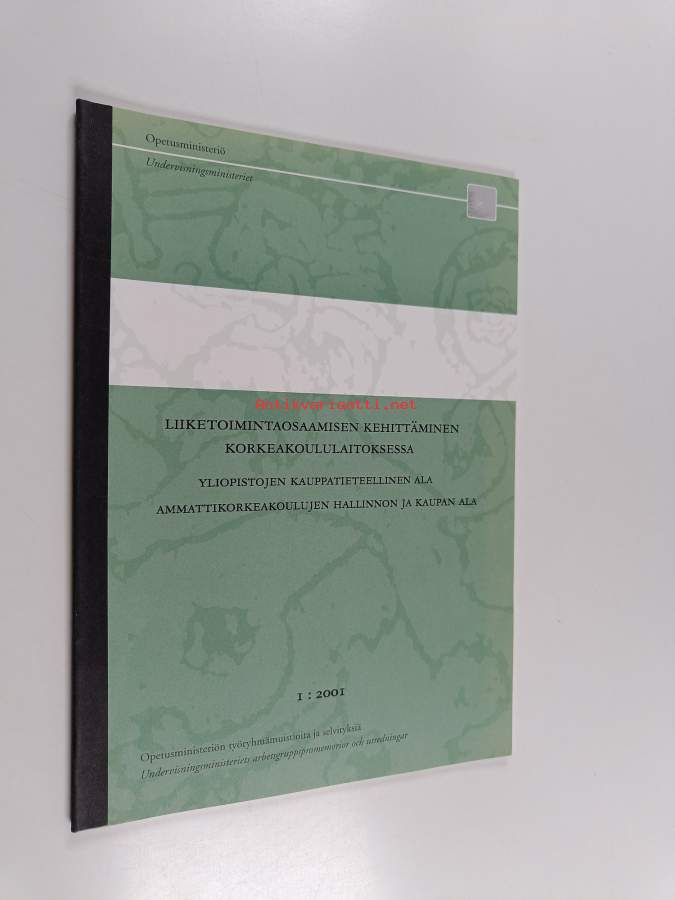 Opetusministeriö
Undervisningsministeriet
Antikvariaatti.net
LIIKETOIMINTAOSAAMISEN KEHITTÄMINEN
KORKEAKOULULAITOKSESSA
YLIOPISTOJEN KAUPPATIETEELLINEN ALA
AMMATTIKORKEAKOULUJEN HALLINNON JA KAUPAN ALA
1 : 2001
Opetusministeriön työryhmämuistioita ja selvityksiä
Undervisningsministeriets arbetsgruppspromemorior och utredningar